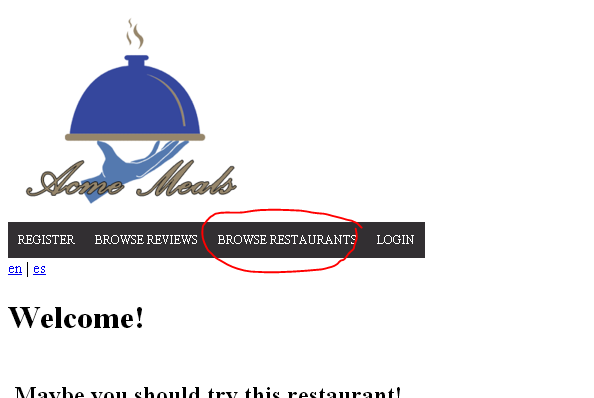 Acme Meals
REGISTER BROWSE REVIEWS BROWSE RESTAURANTS LOGIN
en | es
Welcome!
Maybe you should try this restaurant!